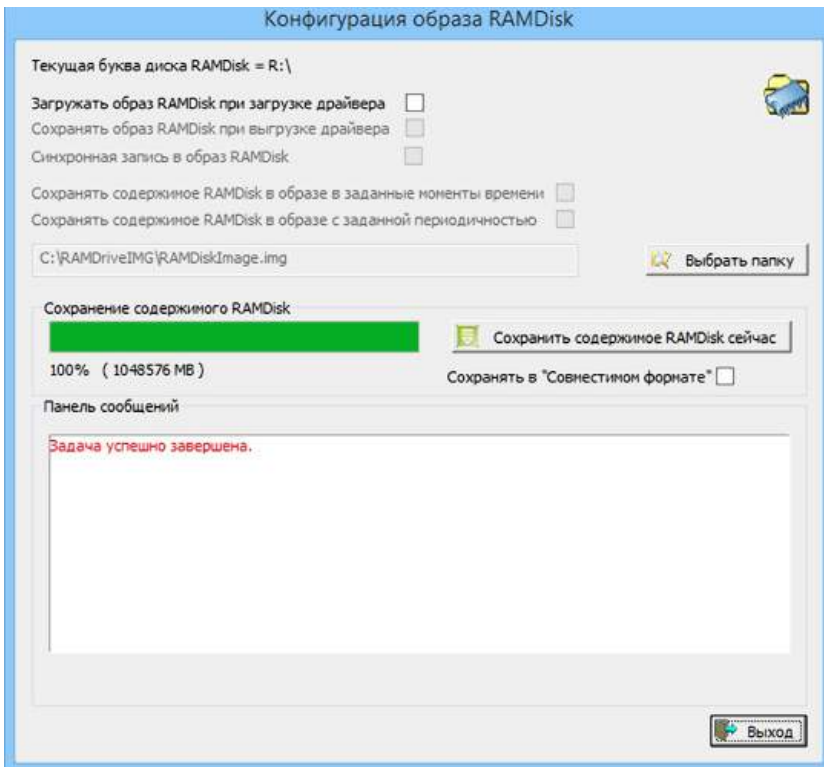 Конфигурация образа RAMDisk
Текущая буква диска RAMDisk = R:\
Загружать образ RAMDisk при загрузке драйвера
Сохранять образ RAMDisk при выгрузке драйвера
Синхронная запись в образ RAMDisk
Сохранять содержимое RAMDisk в образе в заданные моменты времени
Сохранять содержимое RAMDisk в образе с заданной периодичностью
C:\RAMDriveIMG\RAMDiskImage.img Выбрать папку
Сохранение содержимого RAMDisk
Сохранить содержимое RAMDisk сейчас
100% ( 1048576 MB ) Сохранять в "Совместимом формате"
Панель сообщений
Задача успешно завершена.
Выход